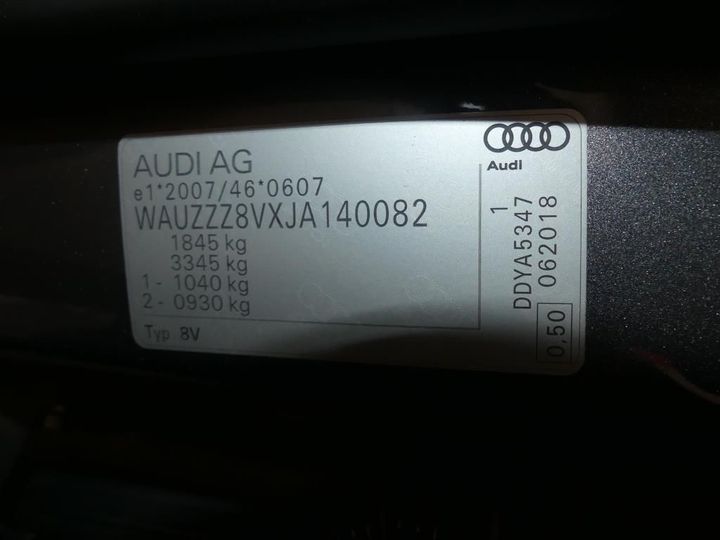 AUDI AG
e1*2007/46*0607
WAUZZZ8VXJA140082
1845 kg
3345 kg
1 - 1040 kg
2 - 0930 kg
Typ 8V
Audi
1
DDYA5347
062018
0,50